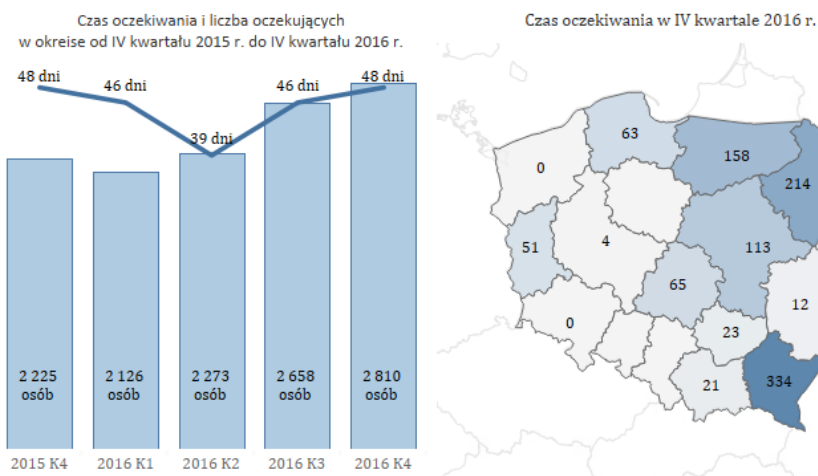 Czas oczekiwania i liczba oczekujących
w okreise od IV kwartału 2015 r. do IV kwartału 2016 r.
48 dni
46 dni
39 dni
46 dni
48 dni
2 225
osób
2 126
osób
2 273
osób
2 658
osób
2 810
osób
2015 K4
2016 K1
2016 K2
2016 K3
2016 K4
Czas oczekiwania w IV kwartale 2016 r.
63
158
0
214
51
4
113
65
12
0
23
21
334